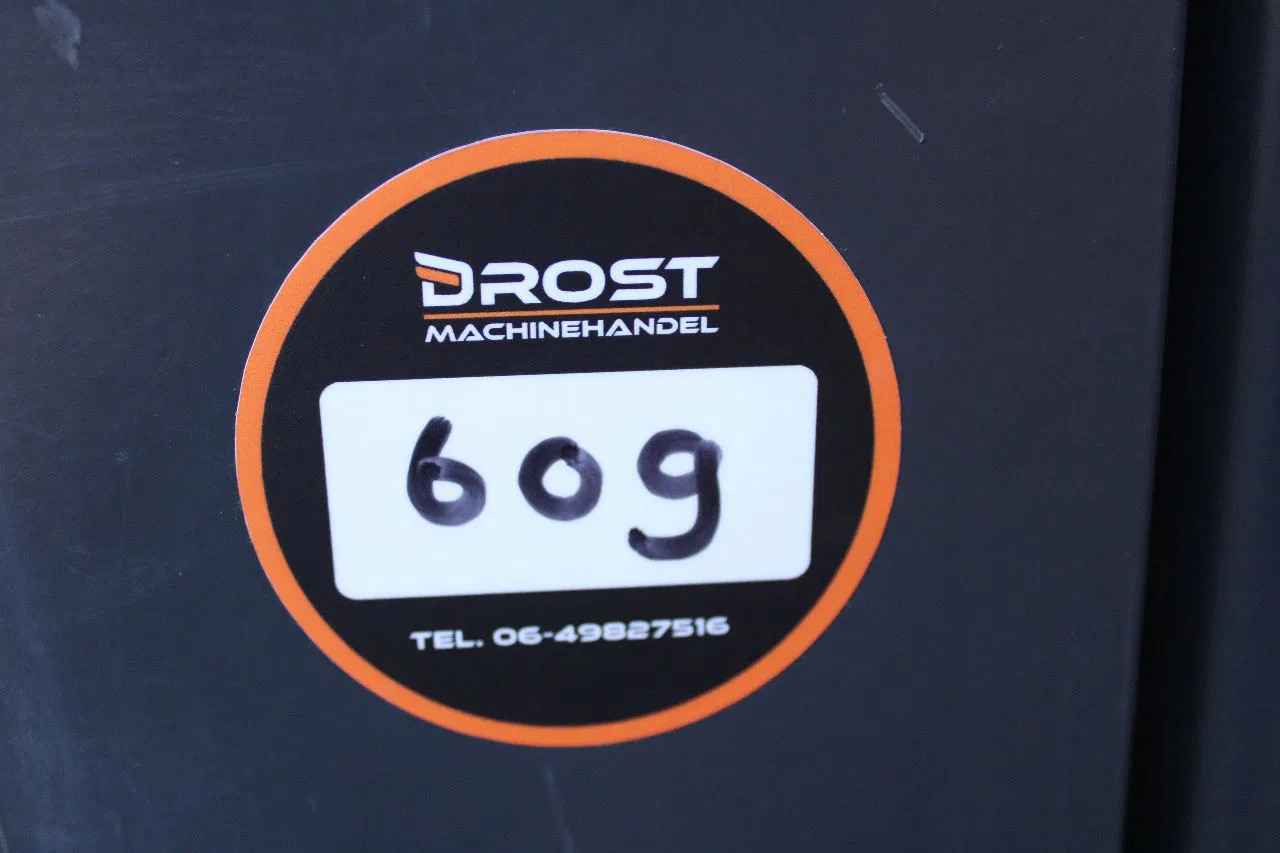 DROST
MACHINEHANDEL
609
TEL. 06-49827516